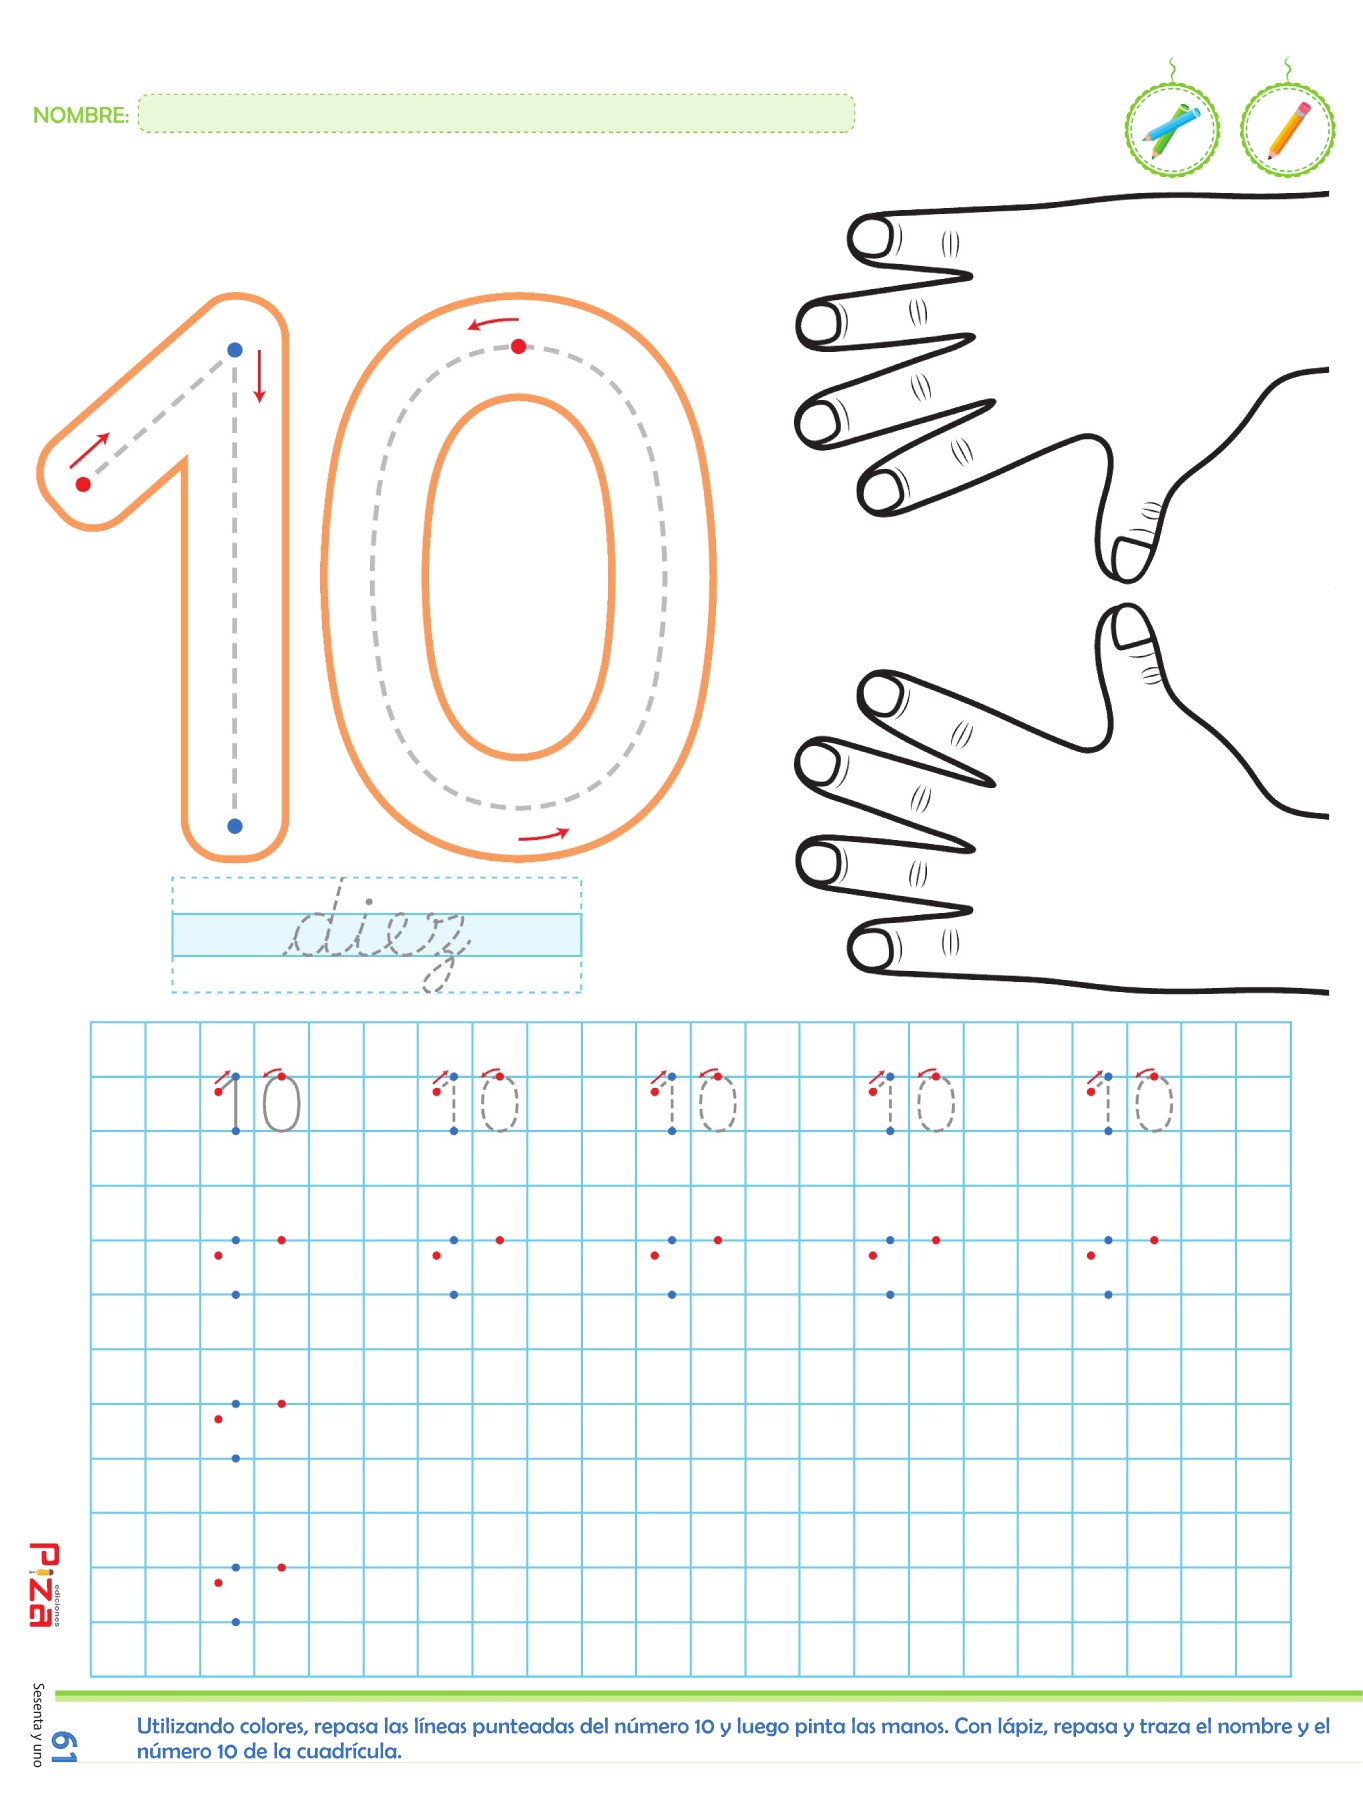 NOMBRE:
10
diez
10 10 10 10 10
Piza
ediciones
Sesenta y uno
61
Utilizando colores, repasa las líneas punteadas del número 10 y luego pinta las manos. Con lápiz, repasa y traza el nombre y el
número 10 de la cuadrícula.